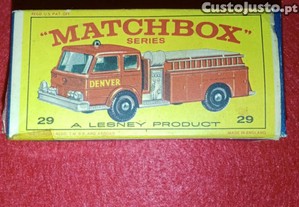 CustoJusto.pt
"MATCHBOX"
SERIES
DENVER
29
29
A LESNEY PRODUCT